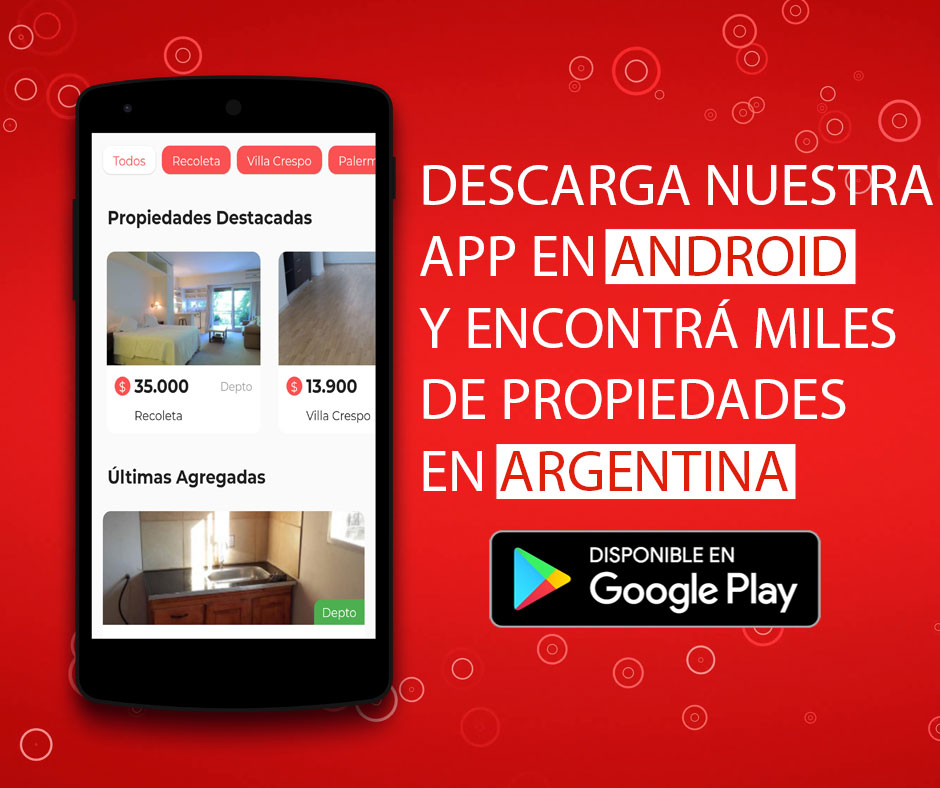 Todos
Recoleta
Villa Crespo
Palerm
Propiedades Destacadas
$ 35.000
Depto
Recoleta
$ 13.900
Villa Crespo
Últimas Agregadas
Depto
DESCARGA NUESTRA
APP EN ANDROID
Y ENCONTRÁ MILES
DE PROPIEDADES
EN ARGENTINA
DISPONIBLE EN
Google Play